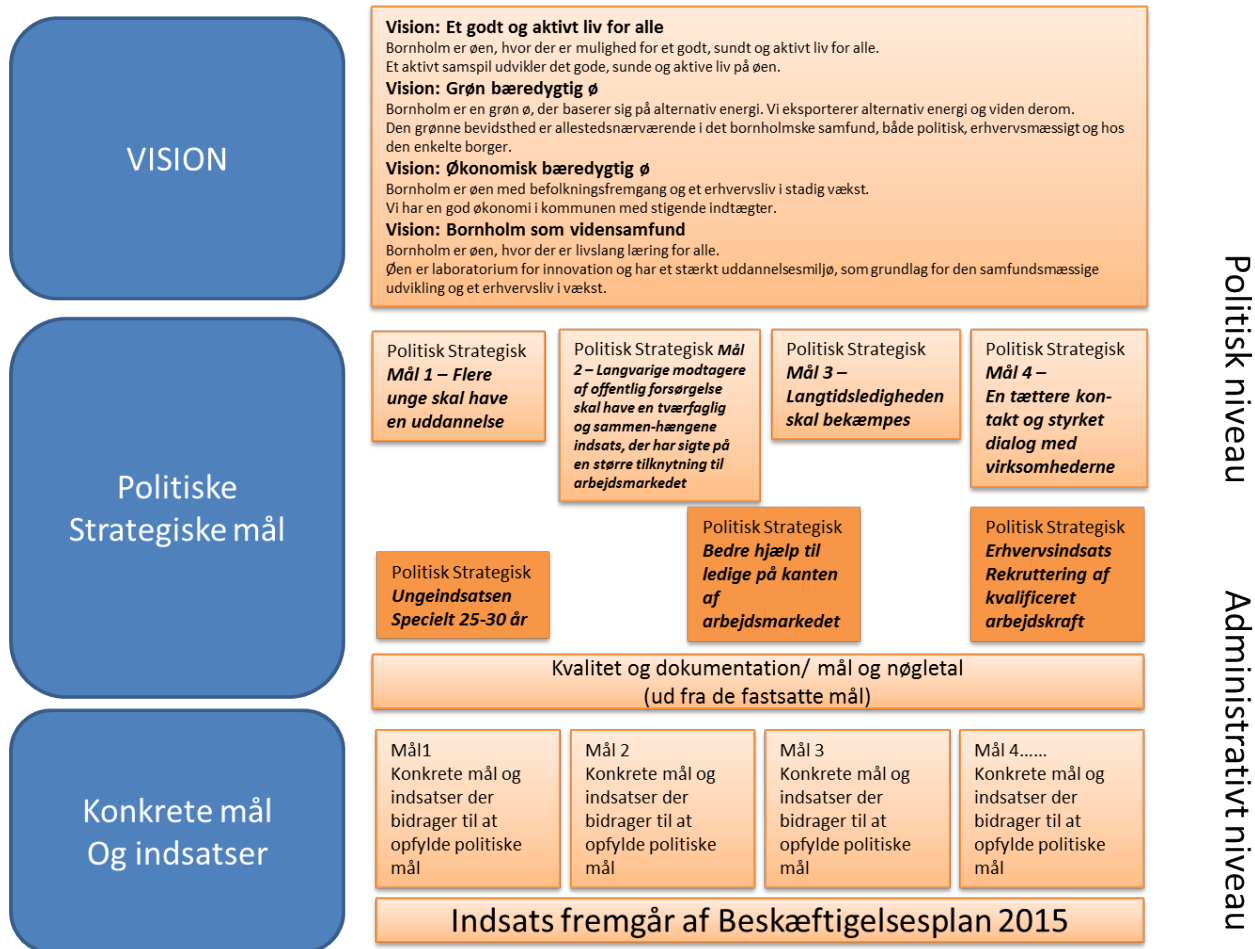 VISION
Vision: Et godt og aktivt liv for alle
Bornholm er øen, hvor der er mulighed for et godt, sundt og aktivt liv for alle.
Et aktivt samspil udvikler det gode, sunde og aktive liv på øen.
Vision: Grøn bæredygtig ø
Bornholm er en grøn ø, der baserer sig på alternativ energi. Vi eksporterer alternativ energi og viden derom.
Den grønne bevidsthed er allestedsnærværende i det bornholmske samfund, både politisk, erhvervsmæssigt og hos
den enkelte borger.
Vision: Økonomisk bæredygtig ø
Bornholm er øen med befolkningsfremgang og et erhvervsliv i stadig vækst.
Vi har en god økonomi i kommunen med stigende indtægter.
Vision: Bornholm som vidensamfund
Bornholm er øen, hvor der er livslang læring for alle.
Øen er laboratorium for innovation og har et stærkt uddannelsesmiljø, som grundlag for den samfundsmæssige
udvikling og et erhvervsliv i vækst.
Politisk niveau
Politiske
Strategiske mål
Politisk Strategisk
Mål 1 – Flere
unge skal have
en uddannelse
Politisk Strategisk Mål
2 – Langvarige modtagere
af offentlig forsørgelse
skal have en tværfaglig
og sammen-hængene
indsats, der har sigte på
en større tilknytning til
arbejdsmarkedet
Politisk Strategisk
Mål 3 –
Langtidsledigheden
skal bekæmpes
Politisk Strategisk
Mål 4 –
En tættere kon-
takt og styrket
dialog med
virksomhederne
Politisk Strategisk
Ungeindsatsen
Specielt 25-30 år
Politisk Strategisk
Bedre hjælp til
ledige på kanten
af
arbejdsmarkedet
Politisk Strategisk
Erhvervsindsats
Rekruttering af
kvalificeret
arbejdskraft
Kvalitet og dokumentation/ mål og nøgletal
(ud fra de fastsatte mål)
Administrativt niveau
Konkrete mål
Og indsatser
Mål1
Konkrete mål og
indsatser der
bidrager til at
opfylde politiske
mål
Mål 2
Konkrete mål og
indsatser der
bidrager til at
opfylde politiske
mål
Mål 3
Konkrete mål og
indsatser der
bidrager til at
opfylde politiske
mål
Mål 4......
Konkrete mål og
indsatser der
bidrager til at
opfylde politiske
mål
Indsats fremgår af Beskæftigelsesplan 2015